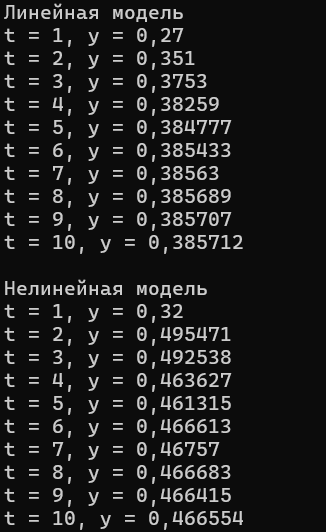 Линейная модель
t = 1, y = 0,27
t = 2, y = 0,351
t = 3, y = 0,3753
t = 4, y = 0,38259
t = 5, y = 0,384777
t = 6, y = 0,385433
t = 7, y = 0,38563
t = 8, y = 0,385689
t = 9, y = 0,385707
t = 10, y = 0,385712
Нелинейная модель
t = 1, y = 0,32
t = 2, y = 0,495471
t = 3, y = 0,492538
t = 4, y = 0,463627
t = 5, y = 0,461315
t = 6, y = 0,466613
t = 7, y = 0,46757
t = 8, y = 0,466683
t = 9, y = 0,466415
t = 10, y = 0,466554